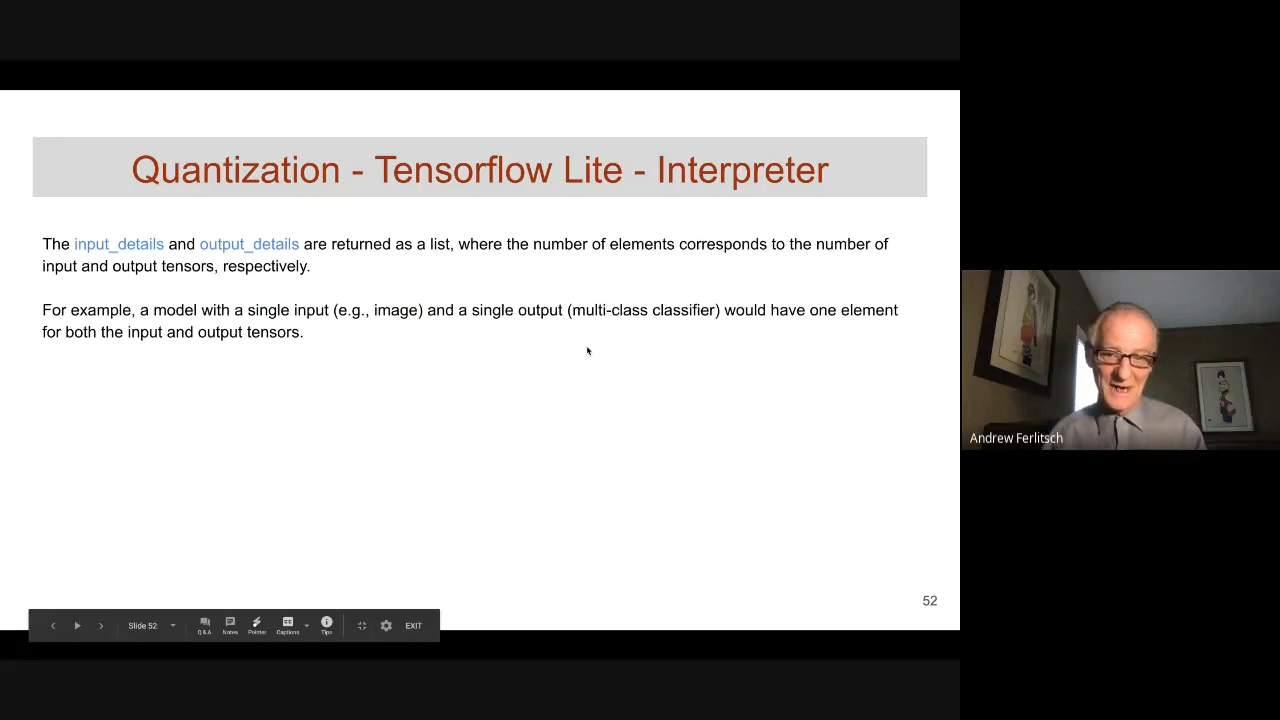 Quantization - Tensorflow Lite - Interpreter
The input_details and output_details are returned as a list, where the number of elements corresponds to the number of
input and output tensors, respectively.
For example, a model with a single input (e.g., image) and a single output (multi-class classifier) would have one element
for both the input and output tensors.
Andrew Ferlitsch
52
Slide 52
Q & A
Notes
Pointer
Captions
Tips
EXIT